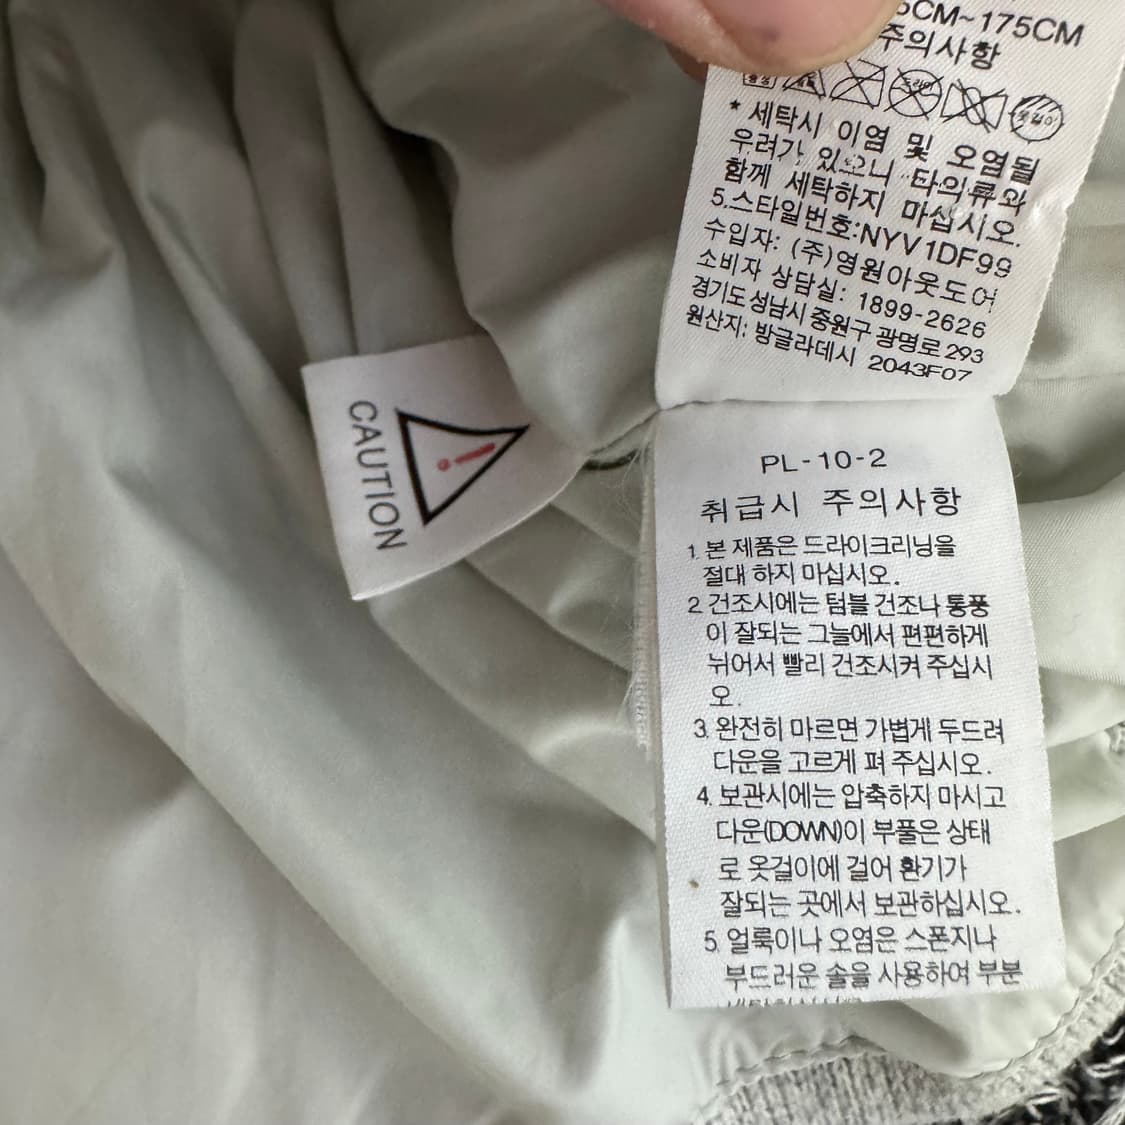 5CM~175CM
주의사항
* 세탁시 이염 및 오염될
우려가 있으니 타의류와
함께 세탁하지 마십시오.
5.스타일번호:NYV1DF99
수입자: (주)영원아웃도어
소비자 상담실: 1899-2626
경기도성남시 중원구 광명로 293
원산지: 방글라데시 2043F07
CAUTION
PL-10-2
취급시 주의사항
1. 본 제품은 드라이크리닝을
절대 하지 마십시오.
2. 건조시에는 텀블 건조나 통풍
이 잘되는 그늘에서 편편하게
뉘어서 빨리 건조시켜 주십시
오.
3. 완전히 마르면 가볍게 두드려
다운을 고르게 펴 주십시오.
4. 보관시에는 압축하지 마시고
다운(DOWN)이 부풀은 상태
로 옷걸이에 걸어 환기가
잘되는 곳에서 보관하십시오.
5. 얼룩이나 오염은 스폰지나
부드러운 솔을 사용하여 부분